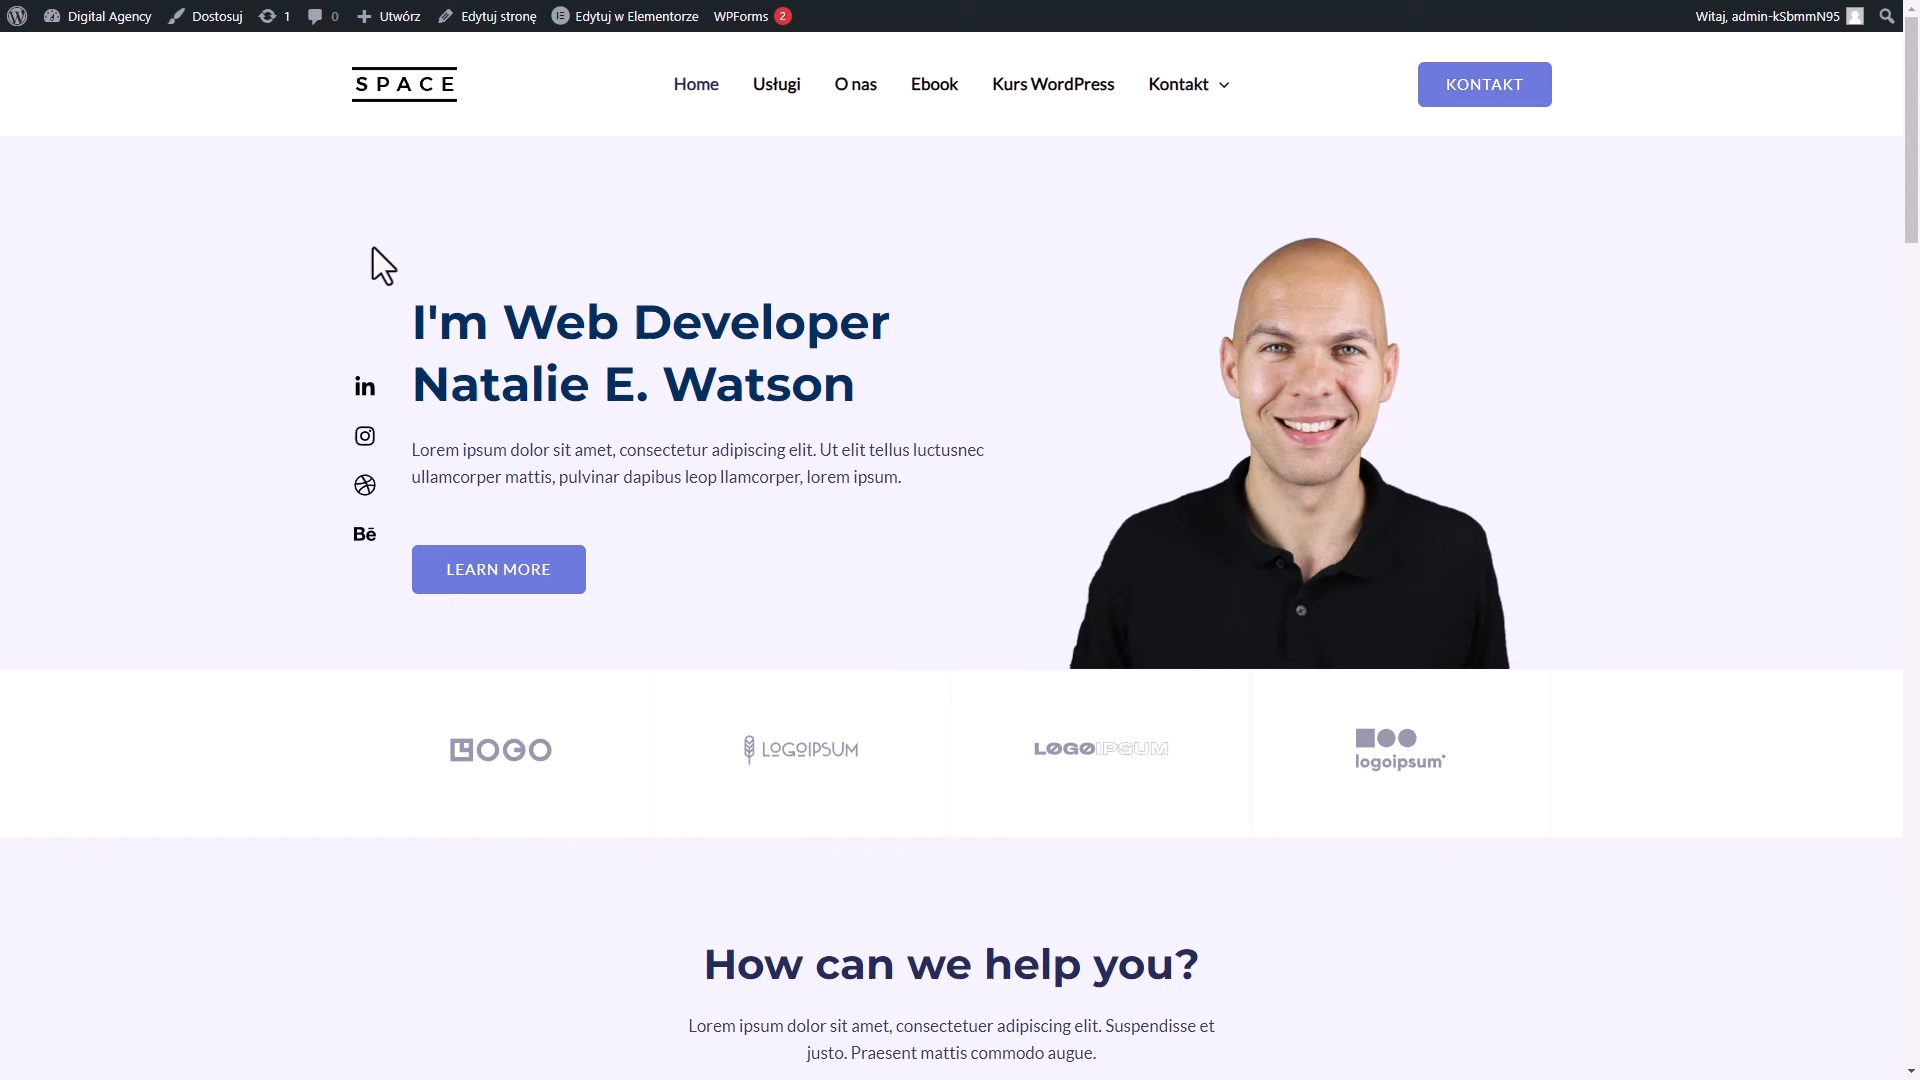 Digital Agency Dostosuj 1 0 Utwórz Edytuj stronę Edytuj w Elementorze WPForms 2 Witaj, admin-kSbmmN95
SPACE Home Usługi O nas Ebook Kurs WordPress Kontakt KONTAKT
I'm Web Developer
Natalie E. Watson
in
Lorem ipsum dolor sit amet, consectetur adipiscing elit. Ut elit tellus luctusnec
ullamcorper mattis, pulvinar dapibus leop llamcorper, lorem ipsum.
Bē
LEARN MORE
LOGO LOGOIPSUM LOGOIPSUM logoipsum
How can we help you?
Lorem ipsum dolor sit amet, consectetuer adipiscing elit. Suspendisse et
justo. Praesent mattis commodo augue.